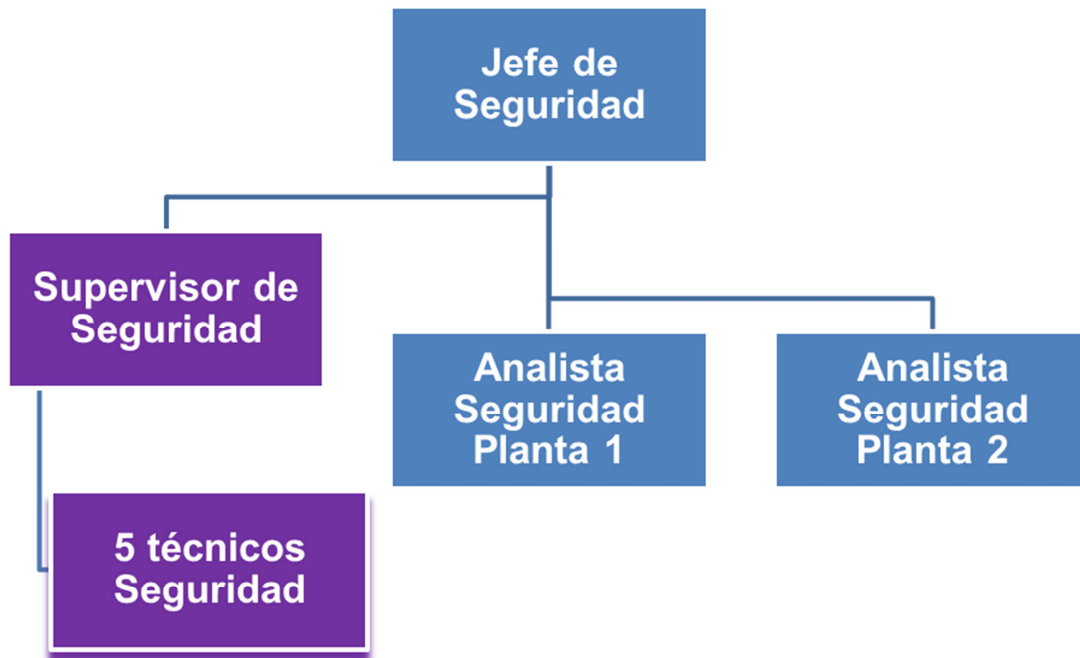 Jefe de
Seguridad
Supervisor de
Seguridad
Analista
Seguridad
Planta 1
Analista
Seguridad
Planta 2
5 técnicos
Seguridad